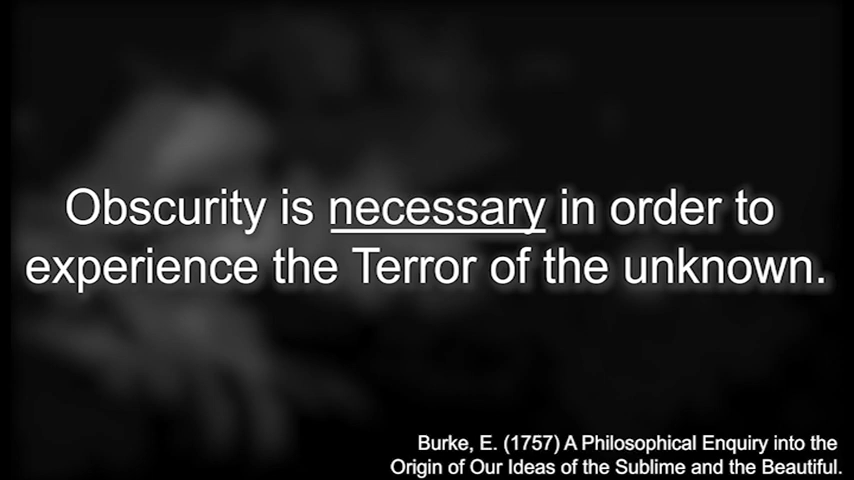 Obscurity is necessary in order to
experience the Terror of the unknown.
Burke, E. (1757) A Philosophical Enquiry into the
Origin of Our Ideas of the Sublime and the Beautiful.